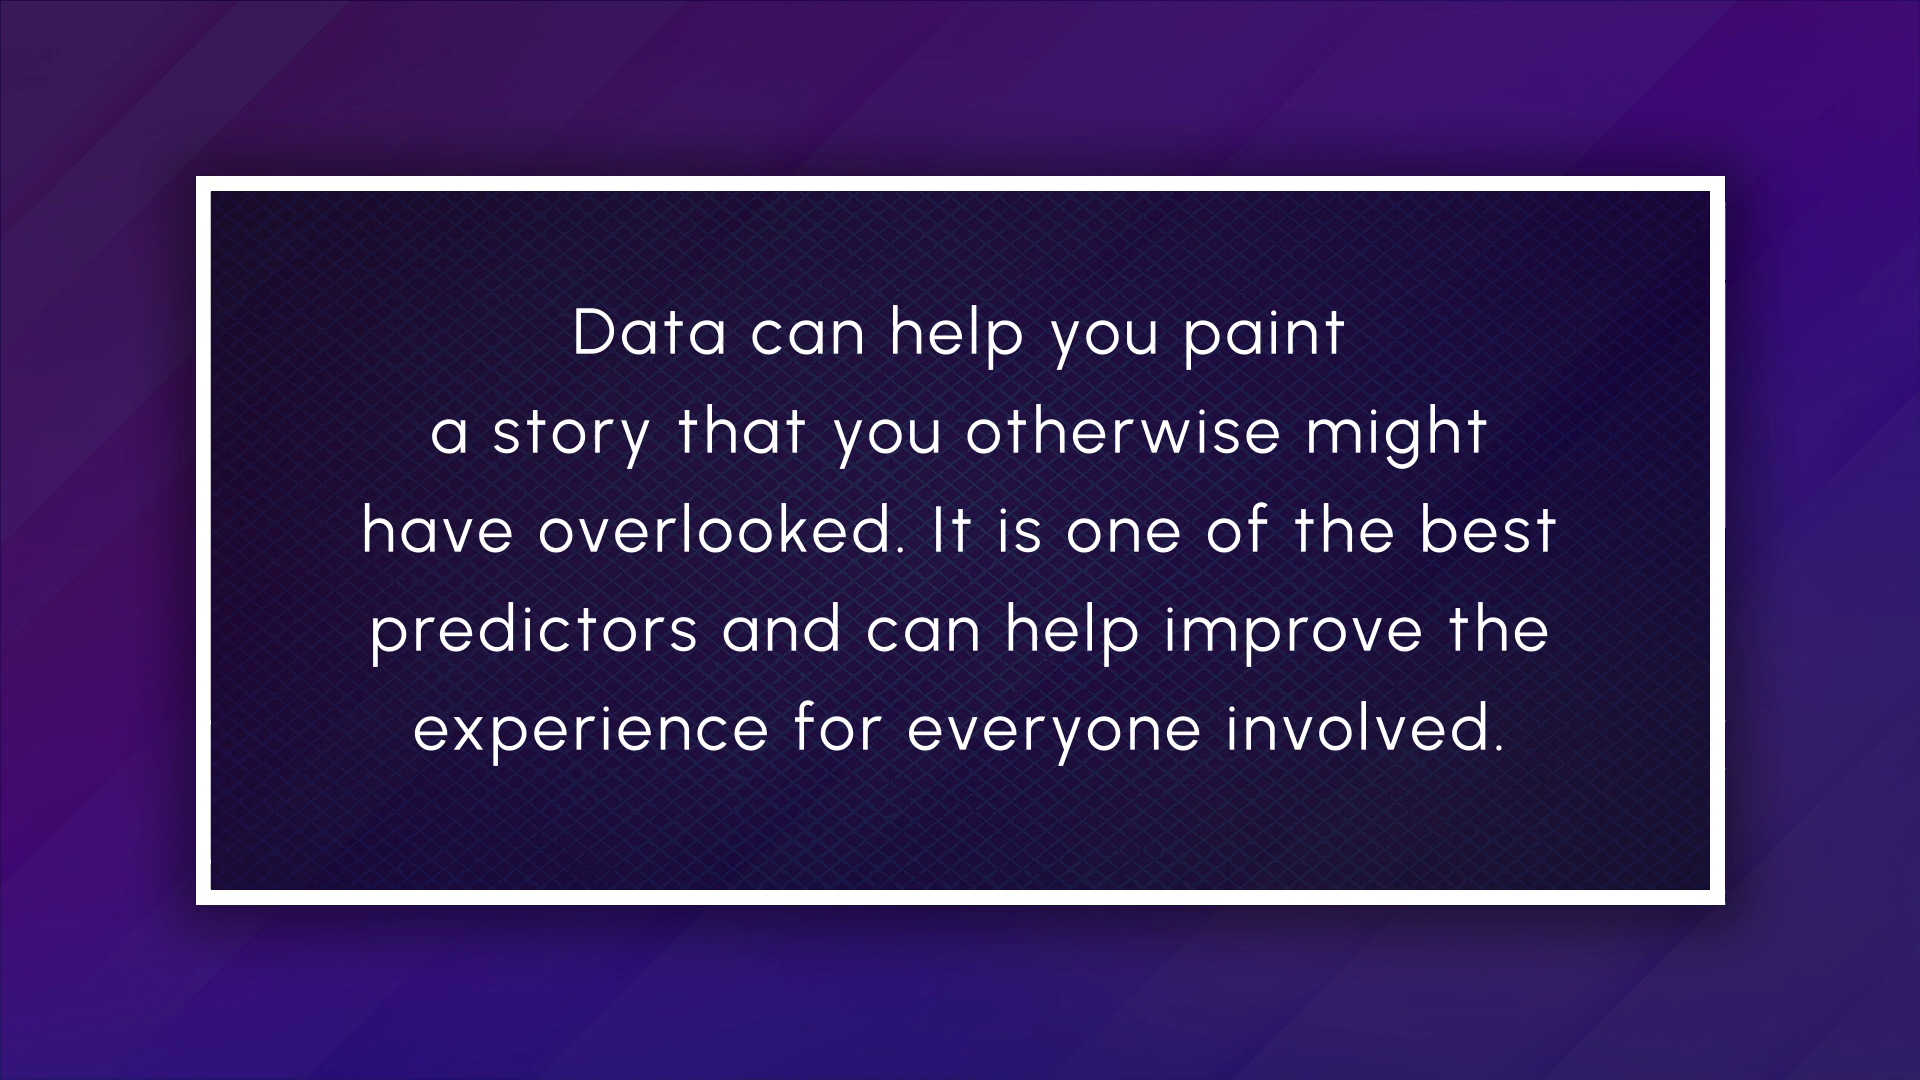 Data can help you paint
a story that you otherwise might
have overlooked. It is one of the best
predictors and can help improve the
experience for everyone involved.